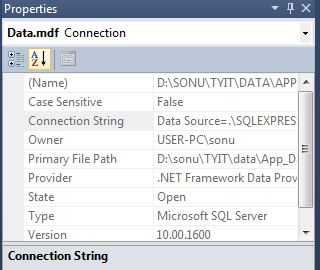 Properties
Data.mdf Connection
(Name) D:\SONU\TYIT\DATA\APP_
Case Sensitive False
Connection String Data Source=.\SQLEXPRESS
Owner USER-PC\sonu
Primary File Path D:\sonu\TYIT\data\App_D
Provider .NET Framework Data Prov
State Open
Type Microsoft SQL Server
Version 10.00.1600
Connection String